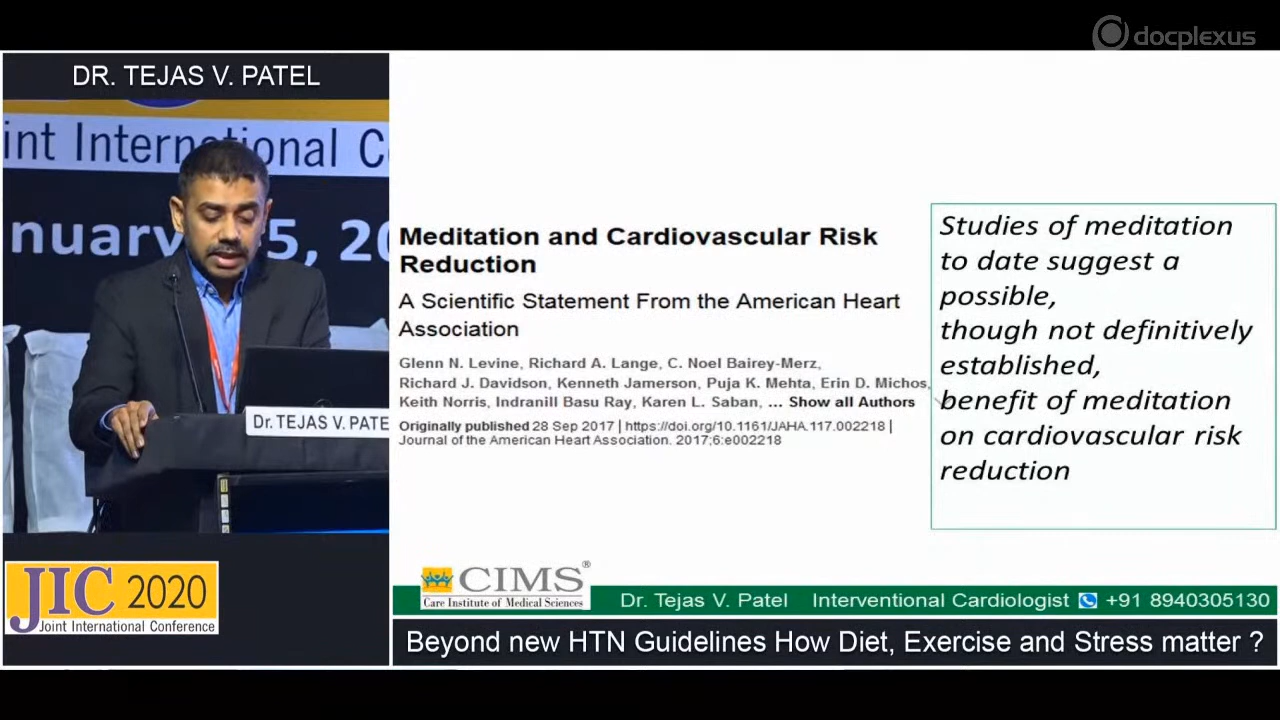 docplexus
DR. TEJAS V. PATEL
int International C
nuary 5, 20
Dr. TEJAS V. PATE
JIC 2020
Joint International Conference
Meditation and Cardiovascular Risk
Reduction
A Scientific Statement From the American Heart
Association
Glenn N. Levine, Richard A. Lange, C. Noel Bairey-Merz,
Richard J. Davidson, Kenneth Jamerson, Puja K. Mehta, Erin D. Michos,
Keith Norris, Indranill Basu Ray, Karen L. Saban, ... Show all Authors
Originally published 28 Sep 2017 | https://doi.org/10.1161/JAHA.117.002218 |
Journal of the American Heart Association. 2017;6:e002218
Studies of meditation
to date suggest a
possible,
though not definitively
established,
benefit of meditation
on cardiovascular risk
reduction
CIMS®
Care Institute of Medical Sciences
Dr. Tejas V. Patel Interventional Cardiologist +91 8940305130
Beyond new HTN Guidelines How Diet, Exercise and Stress matter ?